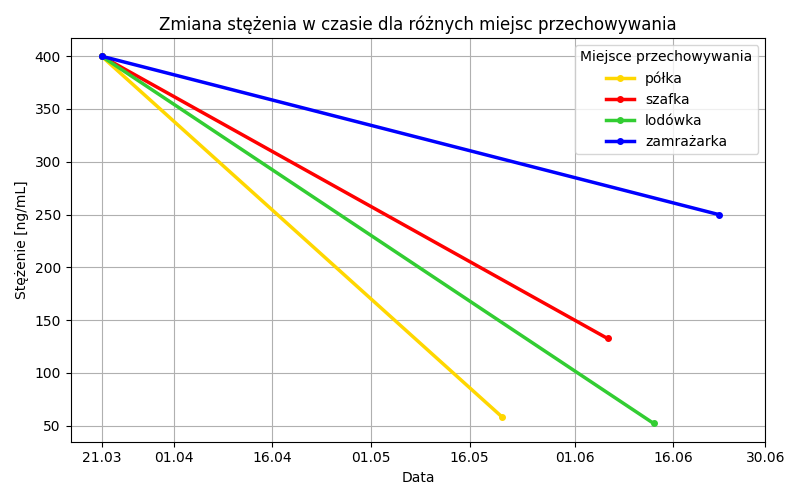 Zmiana stężenia w czasie dla różnych miejsc przechowywania
Miejsce przechowywania
półka
szafka
lodówka
zamrażarka
Stężenie [ng/mL]
400
350
300
250
200
150
100
50
21.03 01.04 16.04 01.05 16.05 01.06 16.06 30.06
Data